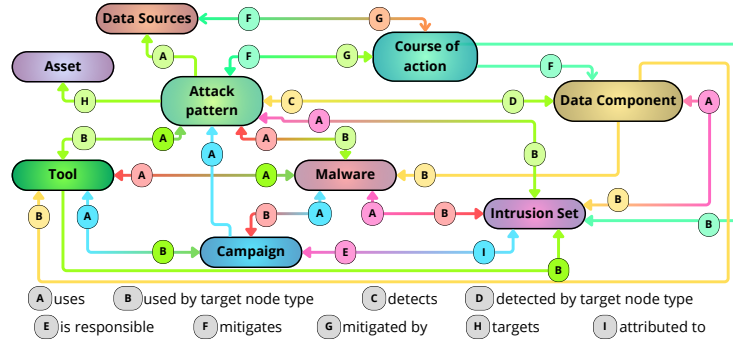 Data Sources
F
G
Course of
action
A
F
G
F
Asset
Attack
pattern
H
C
D
Data Component
A
A
B
A
A
B
B
A
Tool
A
A
Malware
B
B
A
B
A
A
B
Intrusion Set
B
B
Campaign
E
I
B
A uses
B used by target node type
C detects
D detected by target node type
E is responsible
F mitigates
G mitigated by
H targets
I attributed to